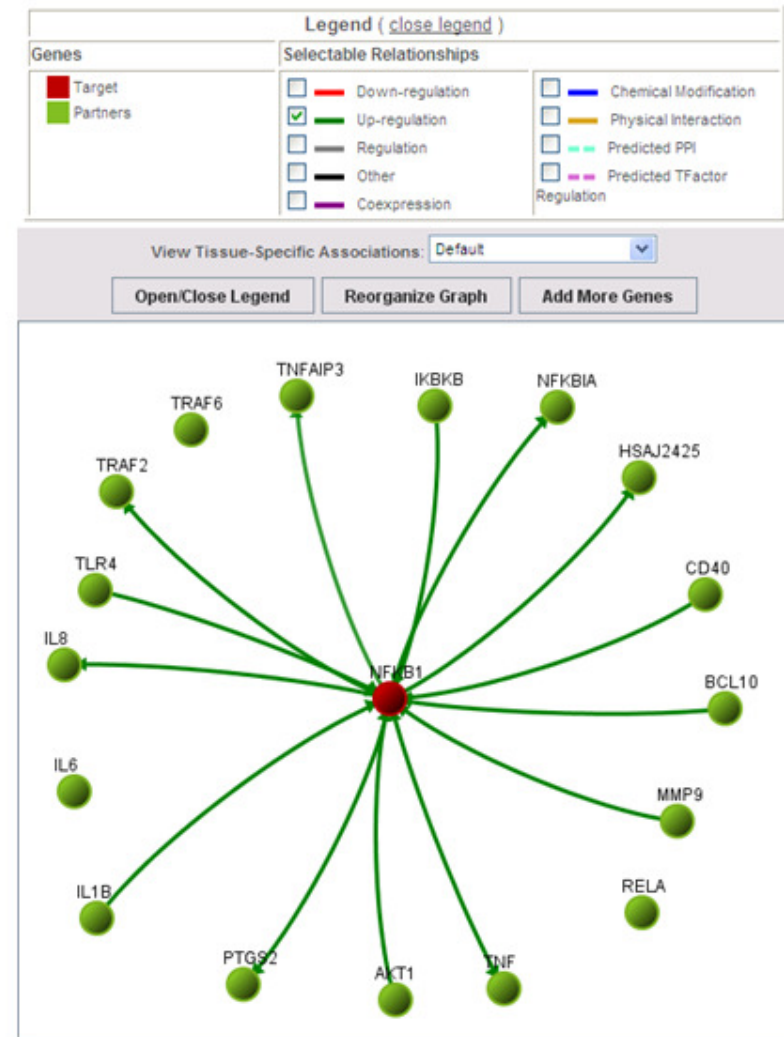 Legend ( close legend )
Genes
Selectable Relationships
Target
Partners
Down-regulation
Up-regulation
Regulation
Other
Coexpression
Chemical Modification
Physical Interaction
Predicted PPI
Predicted TFactor
Regulation
View Tissue-Specific Associations: Default
Open/Close Legend
Reorganize Graph
Add More Genes
TNFAIP3
IKBKB
NFKBIA
TRAF6
HSAJ2425
TRAF2
TLR4
CD40
IL8
NFKB1
BCL10
IL6
MMP9
IL1B
RELA
PTGS2
AKT1
TNF